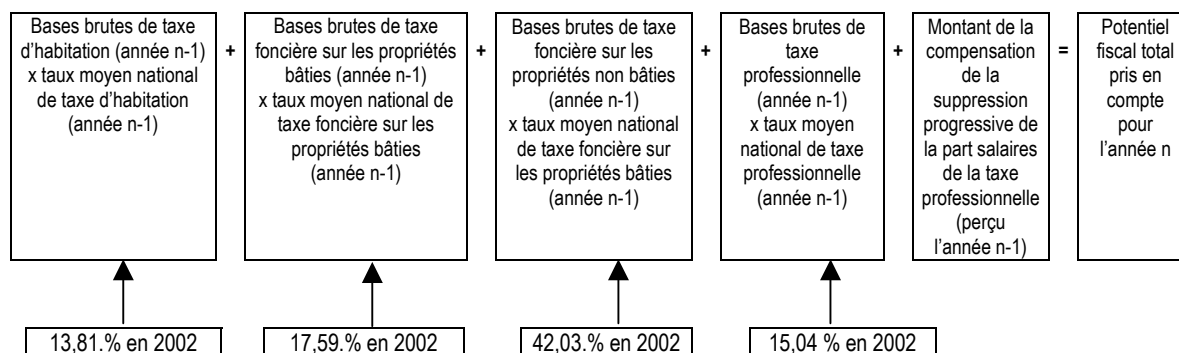 Bases brutes de taxe
d'habitation (année n-1)
x taux moyen national
de taxe d'habitation
(année n-1)
+
Bases brutes de taxe
foncière sur les propriétés
bâties (année n-1)
x taux moyen national de
taxe foncière sur les
propriétés bâties
(année n-1)
+
Bases brutes de taxe
foncière sur les
propriétés non bâties
(année n-1)
x taux moyen national
de taxe foncière sur
les propriétés bâties
(année n-1)
+
Bases brutes de
taxe
professionnelle
(année n-1)
x taux moyen
national de taxe
professionnelle
(année n-1)
+
Montant de la
compensation
de la
suppression
progressive de
la part salaires
de la taxe
professionnelle
(perçu
l'année n-1)
=
Potentiel
fiscal total
pris en
compte
pour
l'année n
13,81.% en 2002
17,59.% en 2002
42,03.% en 2002
15,04 % en 2002